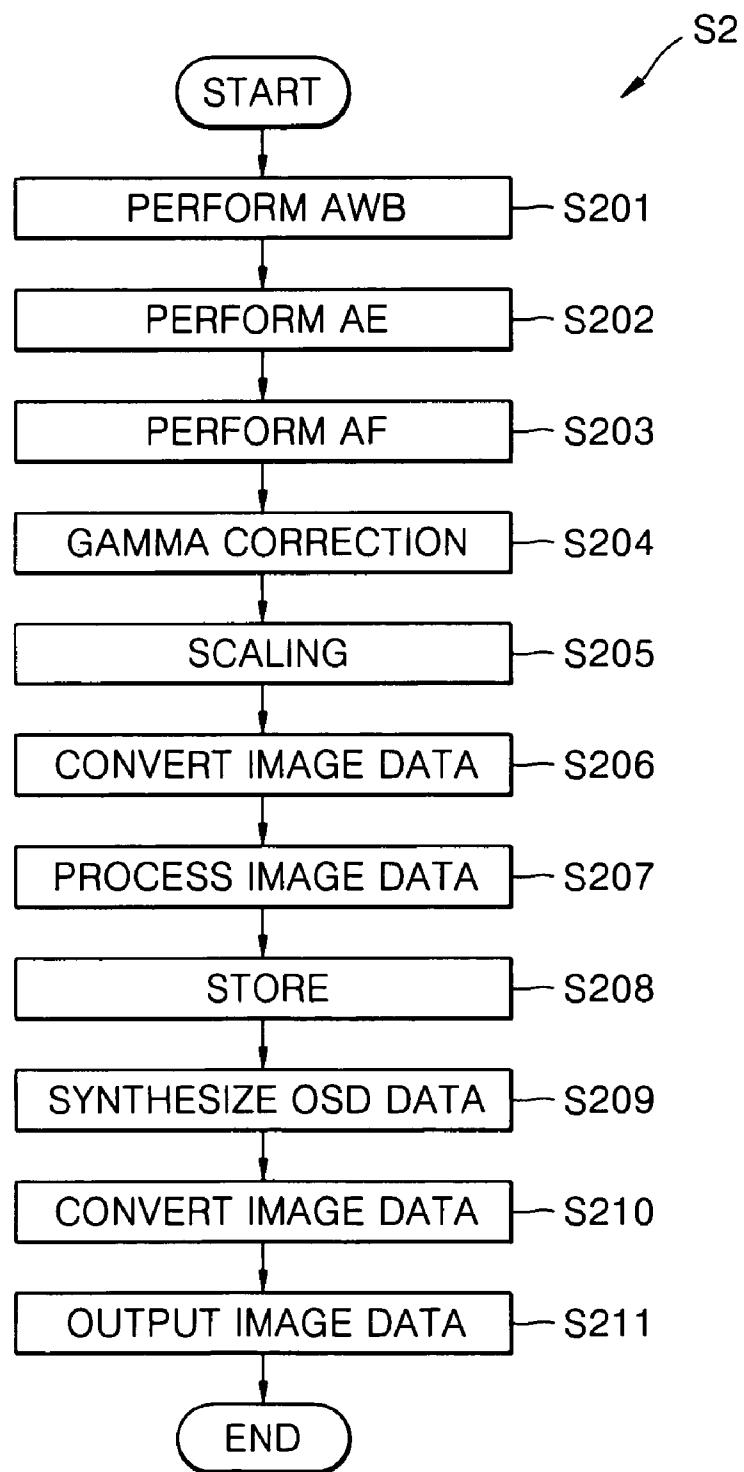 S2
START
PERFORM AWB
S201
PERFORM AE
S202
PERFORM AF
S203
GAMMA CORRECTION
S204
SCALING
S205
CONVERT IMAGE DATA
S206
PROCESS IMAGE DATA
S207
STORE
S208
SYNTHESIZE OSD DATA
S209
CONVERT IMAGE DATA
S210
OUTPUT IMAGE DATA
S211
END